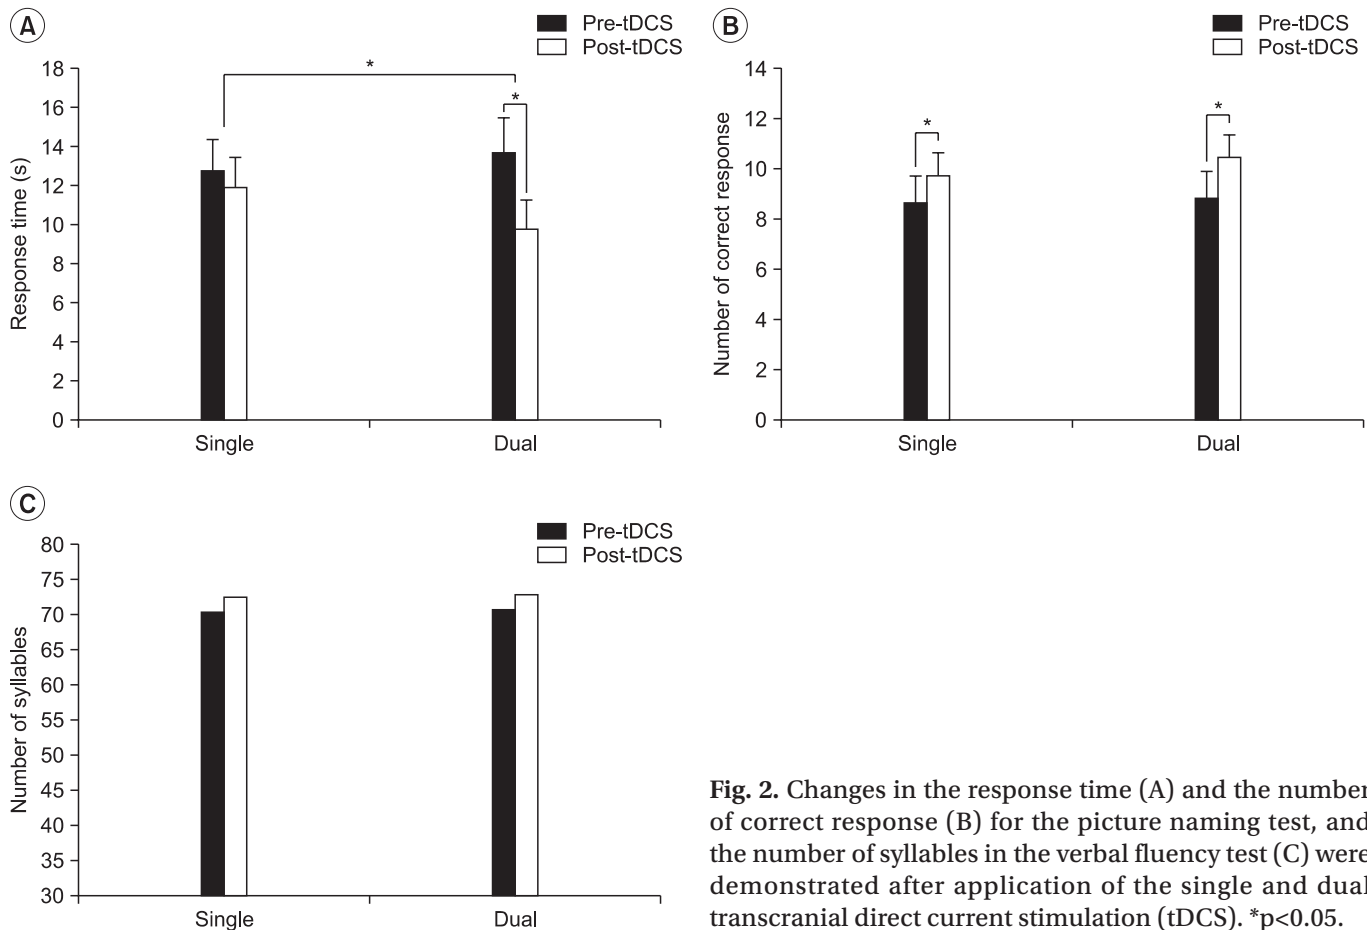 A
Pre-tDCS
Post-tDCS
Response time (s)
18
16
14
12
10
8
6
4
2
0
*
*
Single
Dual
B
Pre-tDCS
Post-tDCS
Number of correct response
14
12
10
8
6
4
2
0
*
*
Single
Dual
C
Pre-tDCS
Post-tDCS
Number of syllables
80
75
70
65
60
55
50
45
40
35
30
Single
Dual
Fig. 2. Changes in the response time (A) and the number
of correct response (B) for the picture naming test, and
the number of syllables in the verbal fluency test (C) were
demonstrated after application of the single and dual
transcranial direct current stimulation (tDCS). *p<0.05.